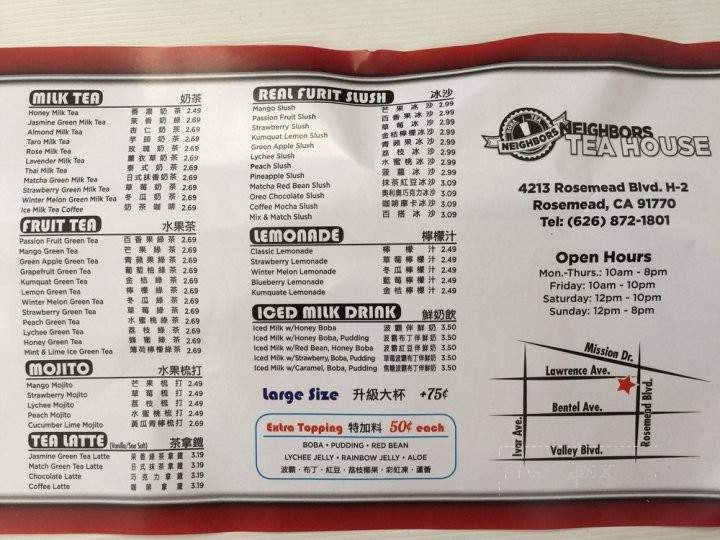 MILK TEA 奶茶
Honey Milk Tea 香濃奶茶 2.49
Jasmine Green Milk Tea 茉香奶綠 2.69
Almond Milk Tea 杏仁奶茶 2.69
Taro Milk Tea 芋頭奶茶 2.69
Rose Milk Tea 玫瑰奶茶 2.69
Lavender Milk Tea 薰衣草奶茶 2.69
Thai Milk Tea 泰式奶茶 2.69
Matcha Green Milk Tea 日式抹香奶茶 2.69
Strawberry Green Milk Tea 草莓奶茶 2.69
Winter Melon Green Milk Tea 冬瓜奶茶 2.69
Ice Milk Tea Coffee 奶茶咖啡 2.69
FRUIT TEA 水果茶
Passion Fruit Green Tea 百香果綠茶 2.69
Mango Green Tea 芒果綠茶 2.69
Green Apple Green Tea 青蘋果綠茶 2.69
Grapefruit Green Tea 葡萄柚綠茶 2.69
Kumquat Green Tea 金桔綠茶 2.69
Lemon Green Tea 檸檬綠茶 2.69
Winter Melon Green Tea 冬瓜綠茶 2.69
Strawberry Green Tea 草莓綠茶 2.69
Peach Green Tea 水蜜桃綠茶 2.69
Lychee Green Tea 荔枝綠茶 2.69
Honey Green Tea 蜂蜜綠茶 2.69
Mint & Lime Ice Green Tea 薄荷檸檬綠茶 2.69
MOJITO 水果梳打
Mango Mojito 芒果梳打 2.49
Strawberry Mojito 草莓梳打 2.49
Lychee Mojito 荔枝梳打 2.49
Peach Mojito 水蜜桃梳打 2.49
Cucumber Lime Mojito 黃瓜青檸梳打 2.49
TEA LATTE (Vanilla/Sea Salt) 茶拿鐵
Jasmine Green Tea Latte 茉香綠茶拿鐵 3.19
Match Green Tea Latte 日式抹茶拿鐵 3.19
Chocolate Latte 巧克力拿鐵 3.19
Coffee Latte 咖啡拿鐵 3.19
REAL FURIT SLUSH 冰沙
Mango Slush 芒果冰沙 2.99
Passion Fruit Slush 百香果冰沙 2.99
Strawberry Slush 草莓冰沙 2.99
Kumquat Lemon Slush 金桔檸檬冰沙 2.99
Green Apple Slush 青蘋果冰沙 2.99
Lychee Slush 荔枝冰沙 2.99
Peach Slush 水蜜桃冰沙 2.99
Pineapple Slush 菠蘿冰沙 2.99
Matcha Red Bean Slush 抹茶紅豆冰沙 3.09
Oreo Chocolate Slush 奧利奧巧克力冰沙 3.09
Coffee Mocha Slush 咖啡摩卡冰沙 3.09
Mix & Match Slush 百搭冰沙 3.09
LEMONADE 檸檬汁
Classic Lemonade 檸檬汁 2.49
Strawberry Lemonade 草莓檸檬汁 2.49
Winter Melon Lemonade 冬瓜檸檬汁 2.49
Blueberry Lemonade 藍莓檸檬汁 2.49
Kumquate Lemonade 金桔檸檬汁 2.49
ICED MILK DRINK 鮮奶飲
Iced Milk w/Honey Boba 波霸伴鮮奶 3.50
Iced Milk w/Honey Boba, Pudding 波霸布丁伴鮮奶 3.50
Iced Milk w/Red Bean, Honey Boba 波霸紅豆伴鮮奶 3.50
Iced Milk w/Strawberry, Boba, Pudding 草莓波霸布丁伴鮮奶 3.50
Iced Milk w/Caramel, Boba, Pudding 焦糖波霸布丁伴鮮奶 3.50
Large Size 升級大杯 +75¢
Extra Topping 特加料 50¢ each
BOBA • PUDDING • RED BEAN
LYCHEE JELLY • RAINBOW JELLY • ALOE
波霸 • 布丁 • 紅豆 • 荔枝椰果 • 彩虹凍 • 蘆薈
NEIGHBORS
NEIGHBORS
TEA HOUSE
4213 Rosemead Blvd. H-2
Rosemead, CA 91770
Tel: (626) 872-1801
Open Hours
Mon.-Thurs.: 10am - 8pm
Friday: 10am - 10pm
Saturday: 12pm - 10pm
Sunday: 12pm - 8pm
Mission Dr.
Lawrence Ave.
Bentel Ave.
Valley Blvd.
Ivar Ave.
Rosemead Blvd.